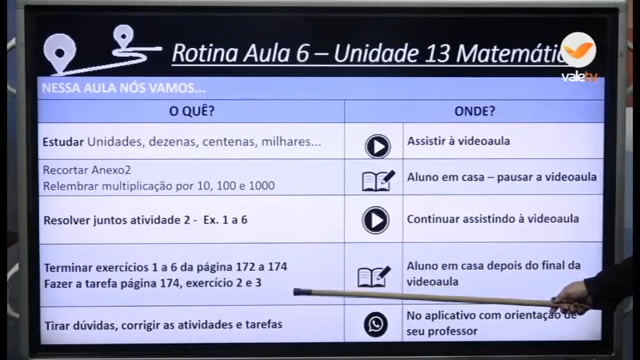 Rotina Aula 6 – Unidade 13 Matemátic
valetv
NESSA AULA NÓS VAMOS...
O QUÊ?
ONDE?
Estudar Unidades, dezenas, centenas, milhares...
Assistir à videoaula
Recortar Anexo2
Relembrar multiplicação por 10, 100 e 1000
Aluno em casa – pausar a videoaula
Resolver juntos atividade 2 - Ex. 1 a 6
Continuar assistindo à videoaula
Terminar exercícios 1 a 6 da página 172 a 174
Fazer a tarefa página 174, exercício 2 e 3
Aluno em casa depois do final da
videoaula
Tirar dúvidas, corrigir as atividades e tarefas
No aplicativo com orientação de
seu professor